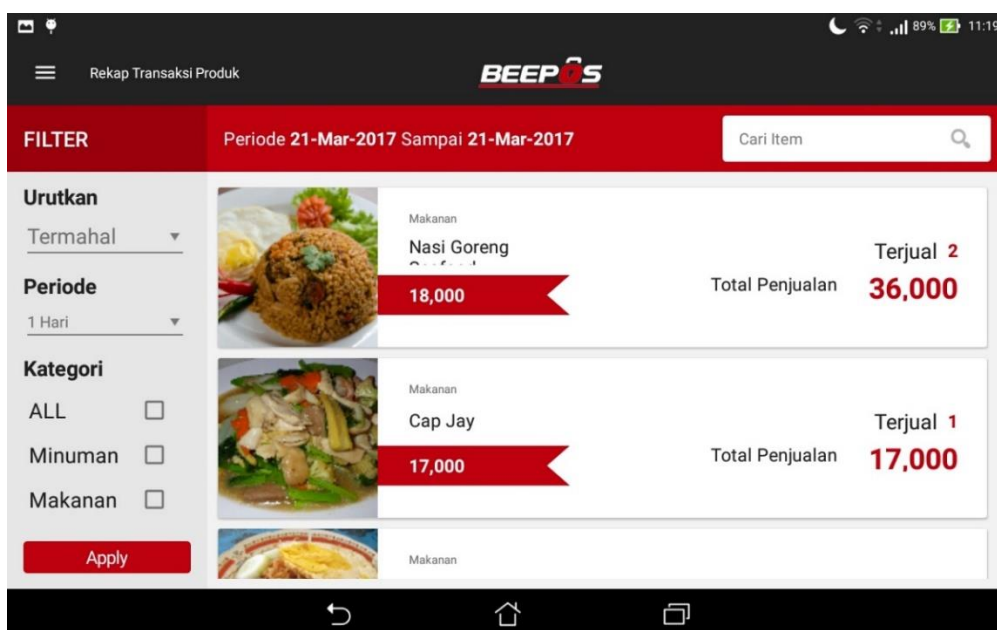 89% 11:19
Rekap Transaksi Produk
BEEPOS
FILTER
Periode 21-Mar-2017 Sampai 21-Mar-2017
Cari Item
Urutkan
Termahal
Periode
1 Hari
Kategori
ALL
Minuman
Makanan
Apply
Makanan
Nasi Goreng
18,000
Terjual 2
Total Penjualan 36,000
Makanan
Cap Jay
17,000
Terjual 1
Total Penjualan 17,000
Makanan